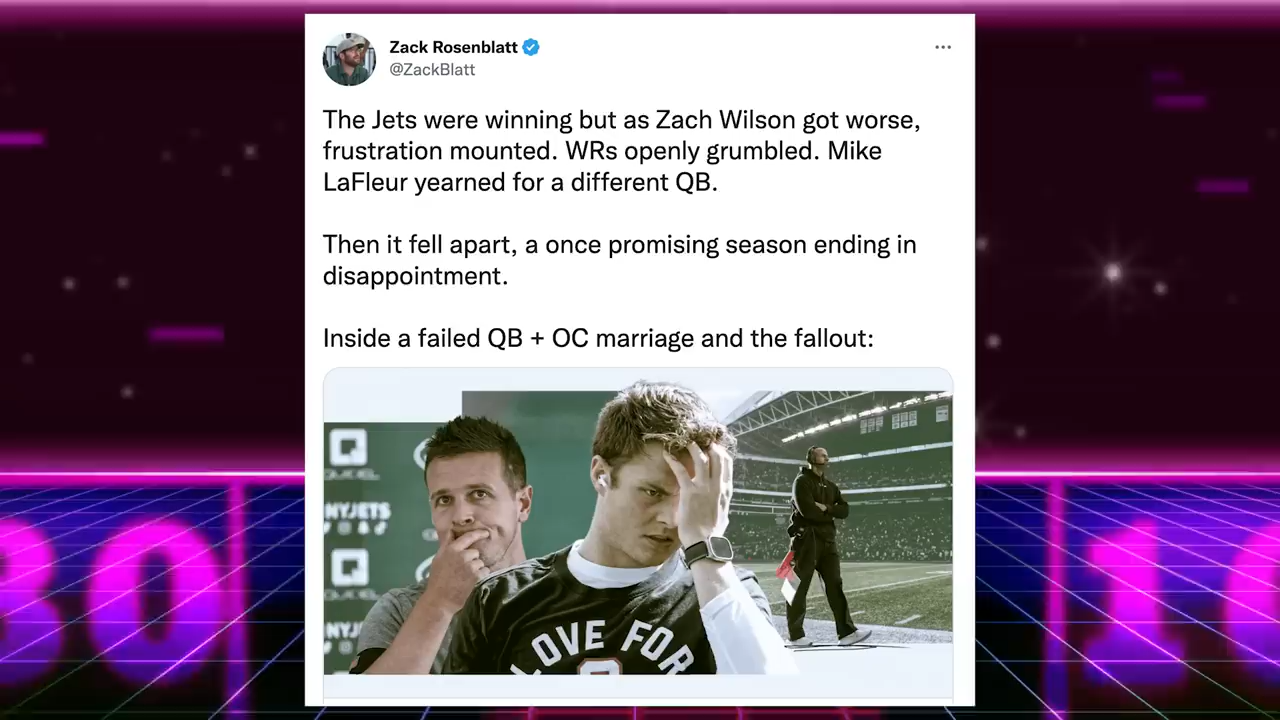 Zack Rosenblatt
@ZackBlatt
The Jets were winning but as Zach Wilson got worse,
frustration mounted. WRs openly grumbled. Mike
LaFleur yearned for a different QB.
Then it fell apart, a once promising season ending in
disappointment.
Inside a failed QB + OC marriage and the fallout:
NYJETS
LOVE FOR